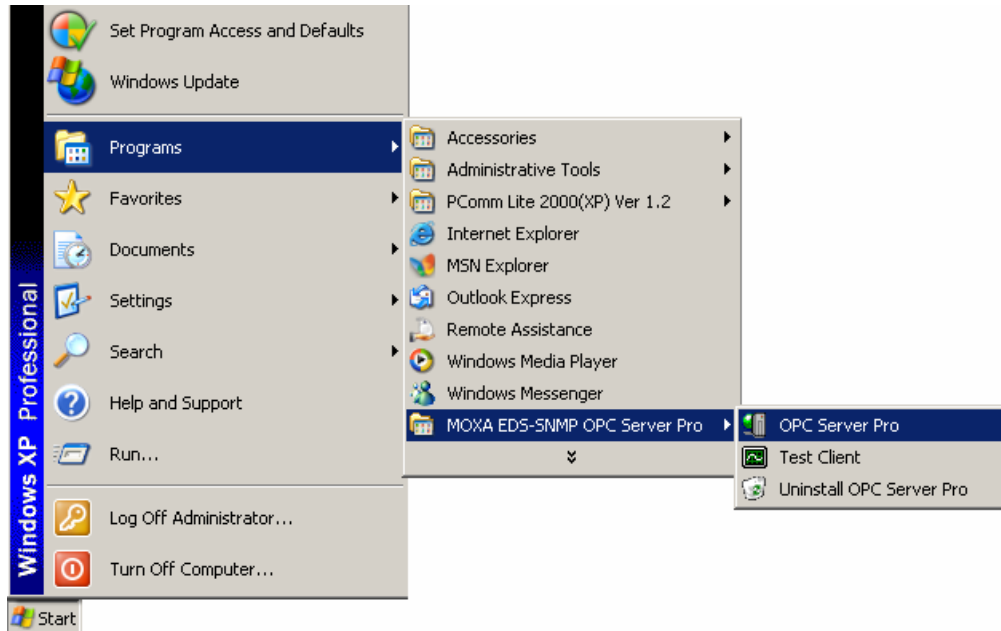 Set Program Access and Defaults
Windows Update
Programs
Favorites
Documents
Settings
Search
Help and Support
Run...
Log Off Administrator...
Turn Off Computer...
Windows XP Professional
Start
Accessories
Administrative Tools
PComm Lite 2000(XP) Ver 1.2
Internet Explorer
MSN Explorer
Outlook Express
Remote Assistance
Windows Media Player
Windows Messenger
MOXA EDS-SNMP OPC Server Pro
OPC Server Pro
Test Client
Uninstall OPC Server Pro